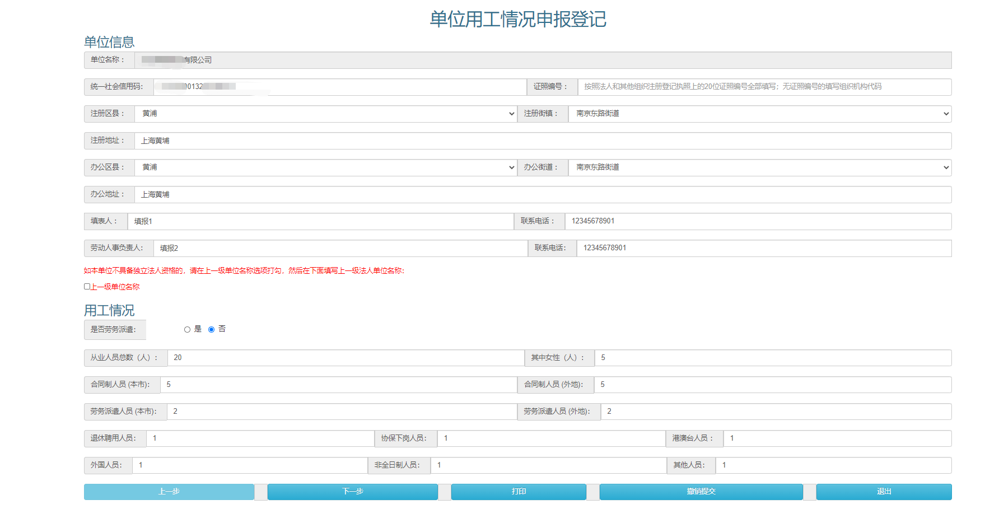 单位用工情况申报登记
单位信息
单位名称： 有限公司
统一社会信用码： 00132 证照编号： 按照法人和其他组织注册登记执照上的20位证照编号全部填写；无证照编号的填写组织机构代码
注册区县： 黄浦 注册街镇： 南京东路街道
注册地址： 上海黄埔
办公区县： 黄浦 办公街道： 南京东路街道
办公地址： 上海黄埔
填表人： 填报1 联系电话： 12345678901
劳动人事负责人： 填报2 联系电话： 12345678901
如本单位不具备独立法人资格的，请在上一级单位名称选项打勾，然后在下面填写上一级法人单位名称：
上一级单位名称
用工情况
是否劳务派遣： 是 否
从业人员总数（人）： 20 其中女性（人）： 5
合同制人员 (本市)： 5 合同制人员 (外地)： 5
劳务派遣人员 (本市)： 2 劳务派遣人员 (外地)： 2
退休聘用人员： 1 协保下岗人员： 1 港澳台人员： 1
外国人员： 1 非全日制人员： 1 其他人员： 1
上一步 下一步 打印 撤销提交 退出